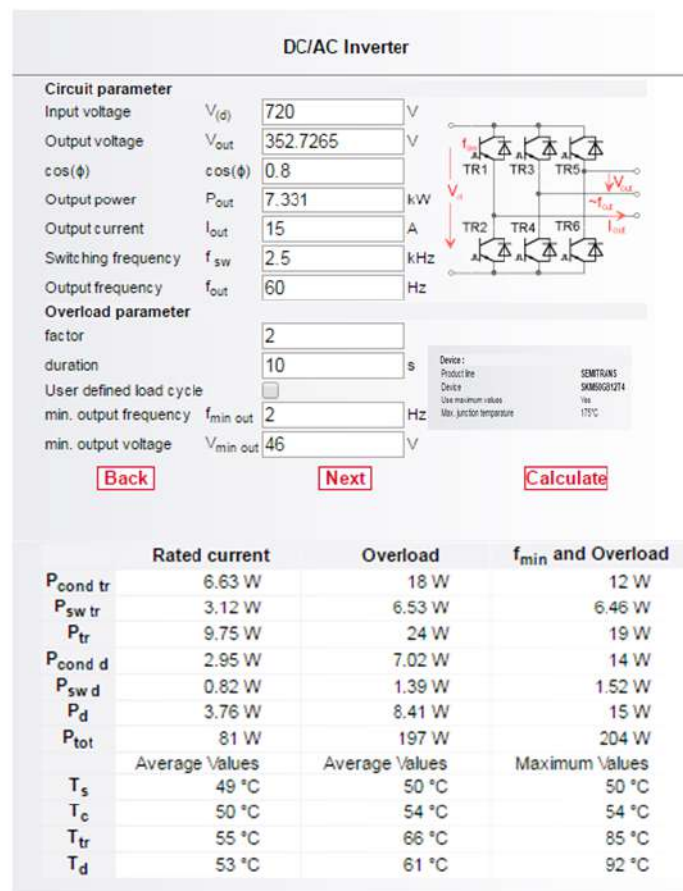 DC/AC Inverter
Circuit parameter
Input voltage V(d) 720 V
Output voltage Vout 352.7265 V
cos(ϕ) cos(ϕ) 0.8
Output power Pout 7.331 kW
Output current Iout 15 A
Switching frequency f sw 2.5 kHz
Output frequency fout 60 Hz
TR1 TR3 TR5
Vout
~fout
TR2 TR4 TR6 Iout
Overload parameter
factor 2
duration 10 s
User defined load cycle
min. output frequency fmin out 2 Hz
min. output voltage Vmin out 46 V
Device :
Product line SEMITRANS
Device SKM50GB12T4
Use maximum values Yes
Max. junction temperature 175°C
Back Next Calculate
Rated current Overload fmin and Overload
Pcond tr 6.63 W 18 W 12 W
Psw tr 3.12 W 6.53 W 6.46 W
Ptr 9.75 W 24 W 19 W
Pcond d 2.95 W 7.02 W 14 W
Psw d 0.82 W 1.39 W 1.52 W
Pd 3.76 W 8.41 W 15 W
Ptot 81 W 197 W 204 W
Average Values Average Values Maximum Values
Ts 49 °C 50 °C 50 °C
Tc 50 °C 54 °C 54 °C
Ttr 55 °C 66 °C 85 °C
Td 53 °C 61 °C 92 °C